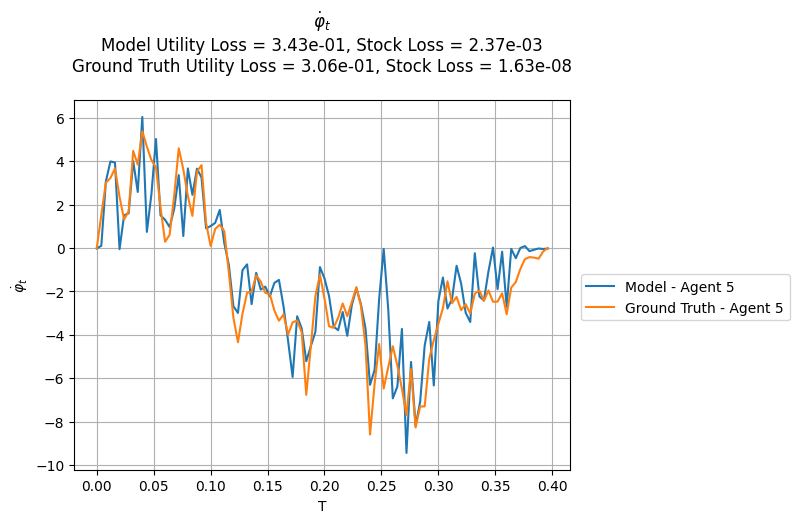 φ̇ₜ
Model Utility Loss = 3.43e-01, Stock Loss = 2.37e-03
Ground Truth Utility Loss = 3.06e-01, Stock Loss = 1.63e-08
6
4
2
0
−2
−4
−6
−8
−10
φ̇ₜ
0.00 0.05 0.10 0.15 0.20 0.25 0.30 0.35 0.40
T
Model - Agent 5
Ground Truth - Agent 5